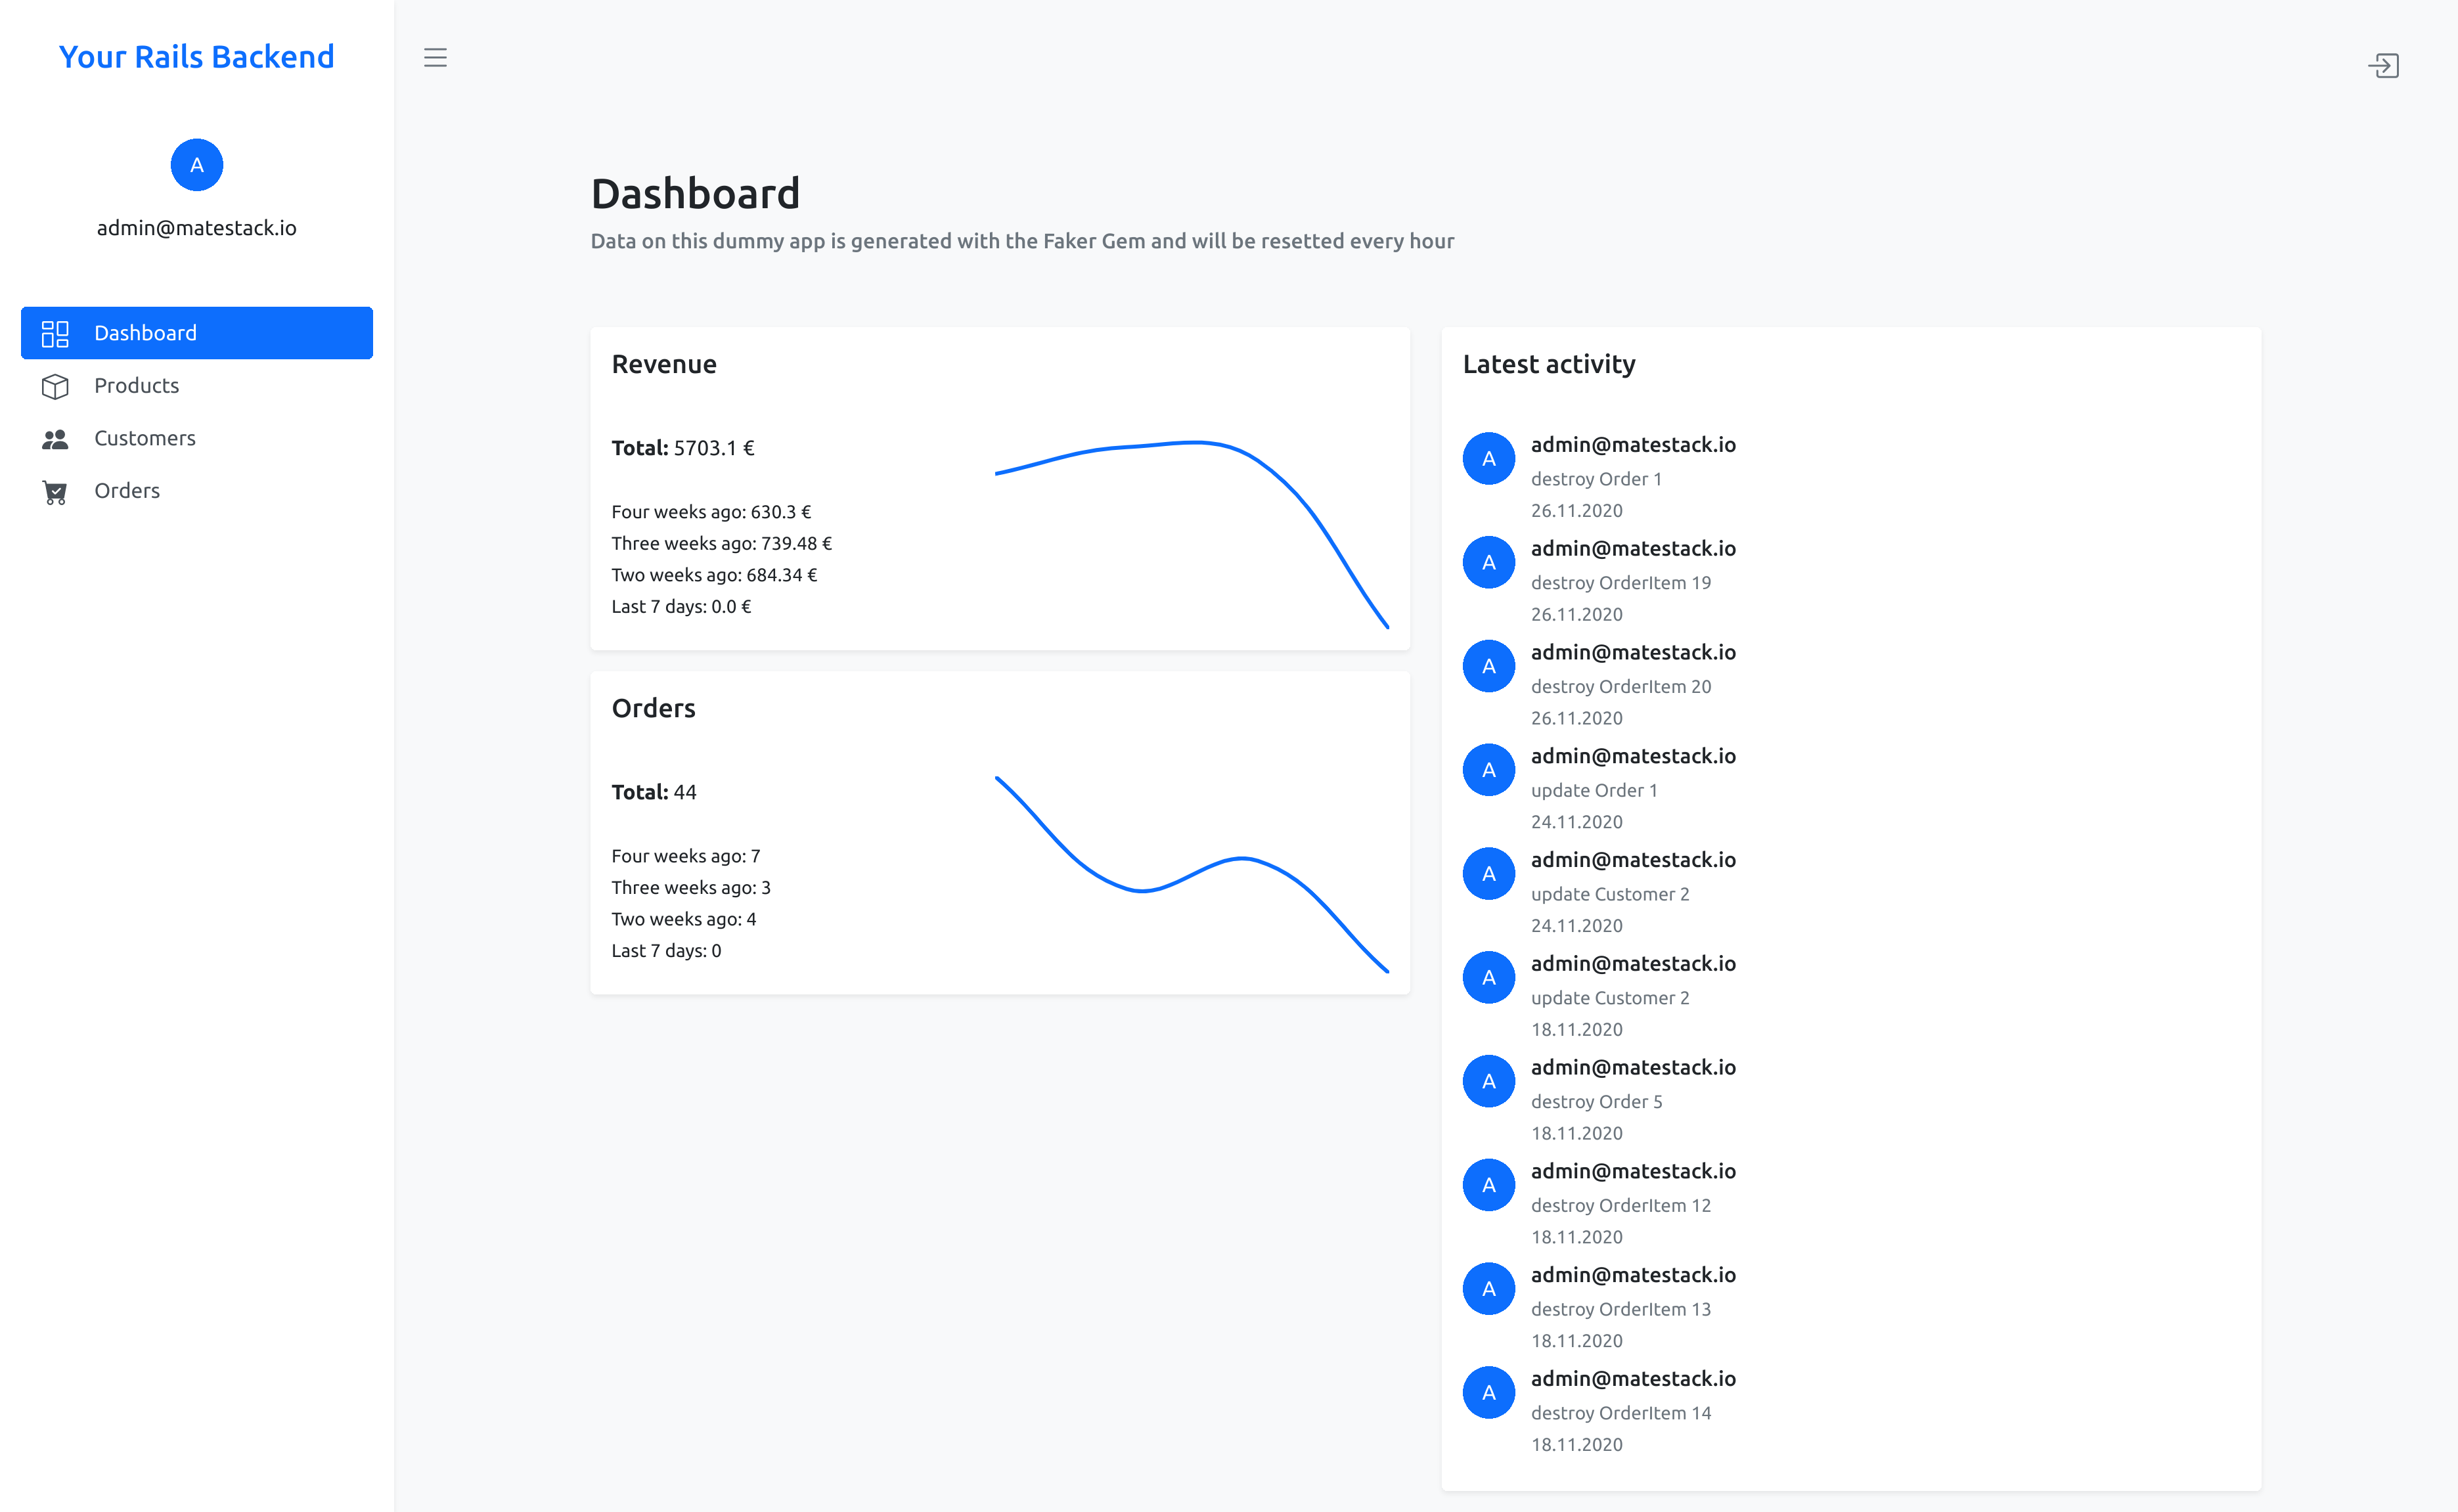 Your Rails Backend
A
admin@matestack.io
Dashboard
Products
Customers
Orders
Dashboard
Data on this dummy app is generated with the Faker Gem and will be resetted every hour
Revenue
Total: 5703.1 €
Four weeks ago: 630.3 €
Three weeks ago: 739.48 €
Two weeks ago: 684.34 €
Last 7 days: 0.0 €
Orders
Total: 44
Four weeks ago: 7
Three weeks ago: 3
Two weeks ago: 4
Last 7 days: 0
Latest activity
A
admin@matestack.io
destroy Order 1
26.11.2020
A
admin@matestack.io
destroy OrderItem 19
26.11.2020
A
admin@matestack.io
destroy OrderItem 20
26.11.2020
A
admin@matestack.io
update Order 1
24.11.2020
A
admin@matestack.io
update Customer 2
24.11.2020
A
admin@matestack.io
update Customer 2
18.11.2020
A
admin@matestack.io
destroy Order 5
18.11.2020
A
admin@matestack.io
destroy OrderItem 12
18.11.2020
A
admin@matestack.io
destroy OrderItem 13
18.11.2020
A
admin@matestack.io
destroy OrderItem 14
18.11.2020